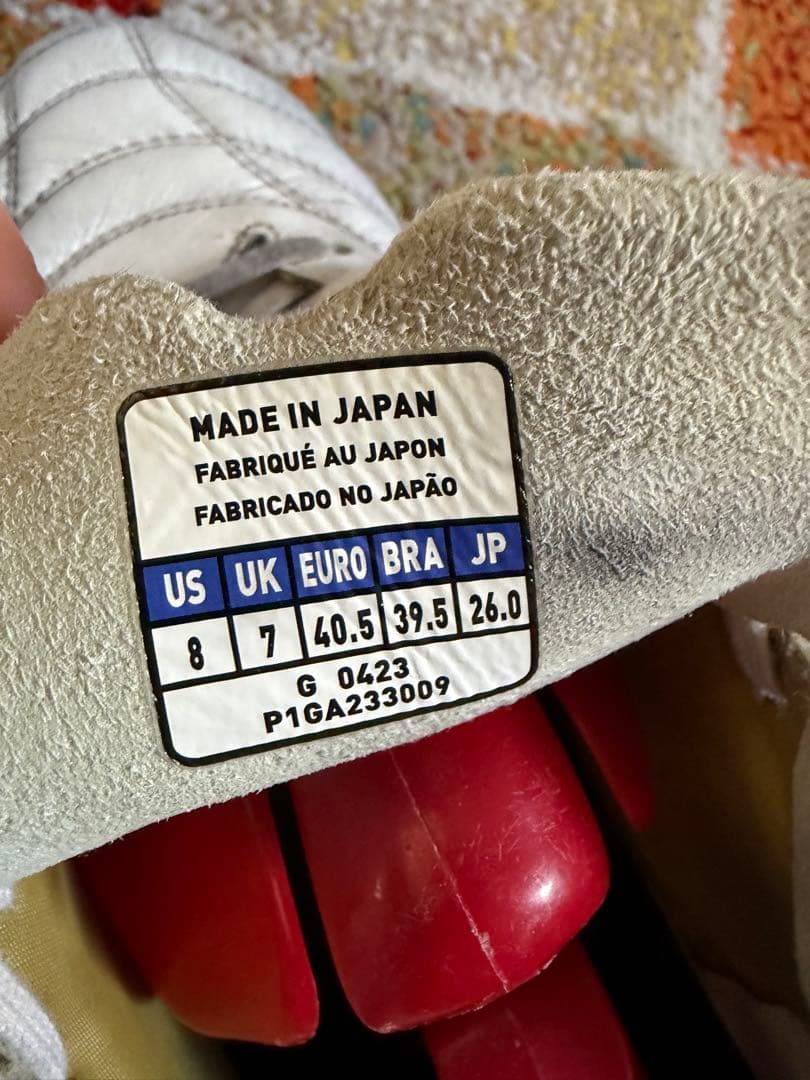 MADE IN JAPAN
FABRIQUÉ AU JAPON
FABRICADO NO JAPÃO
US UK EURO BRA JP
8 7 40.5 39.5 26.0
G 0423
P1GA233009